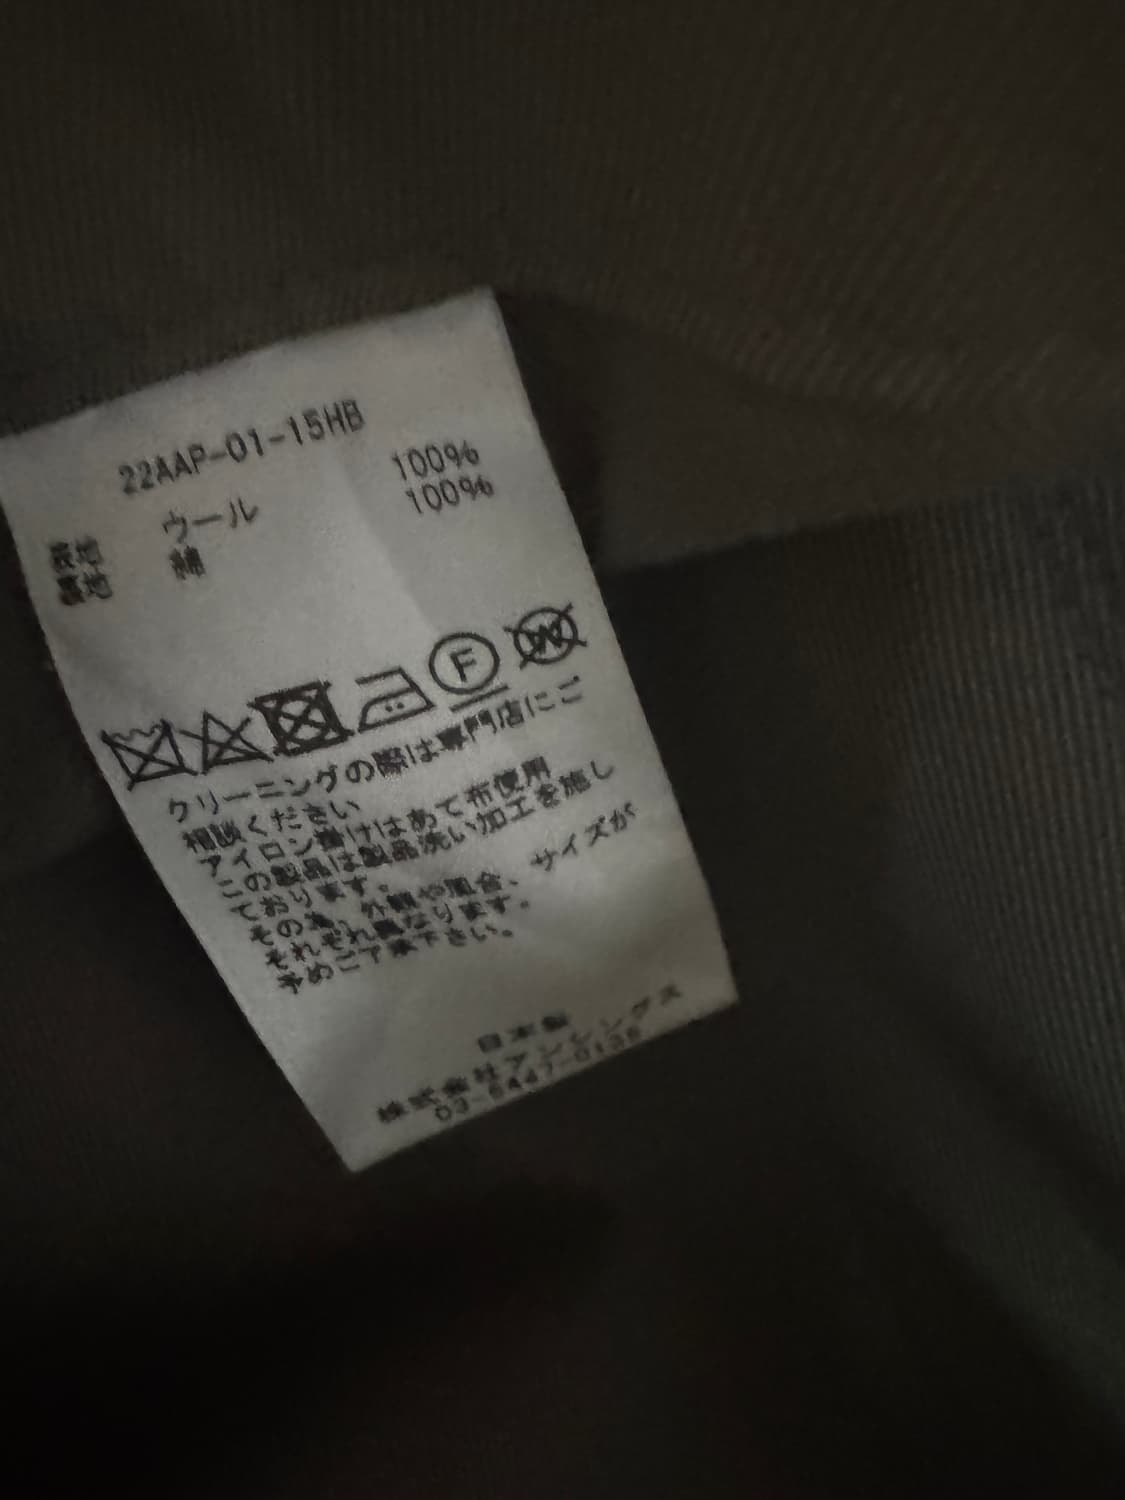 22AAP-01-15HB
表地 ウール 100%
裏地 綿 100%
F W
クリーニングの際は専門店にご
相談ください
アイロン掛けはあて布使用
この製品は製品洗い加工を施し
ております。
その為、外観や風合、サイズが
それぞれ異なります。
予めご了承下さい。
日本製
株式会社アンシングス
03-6447-0135